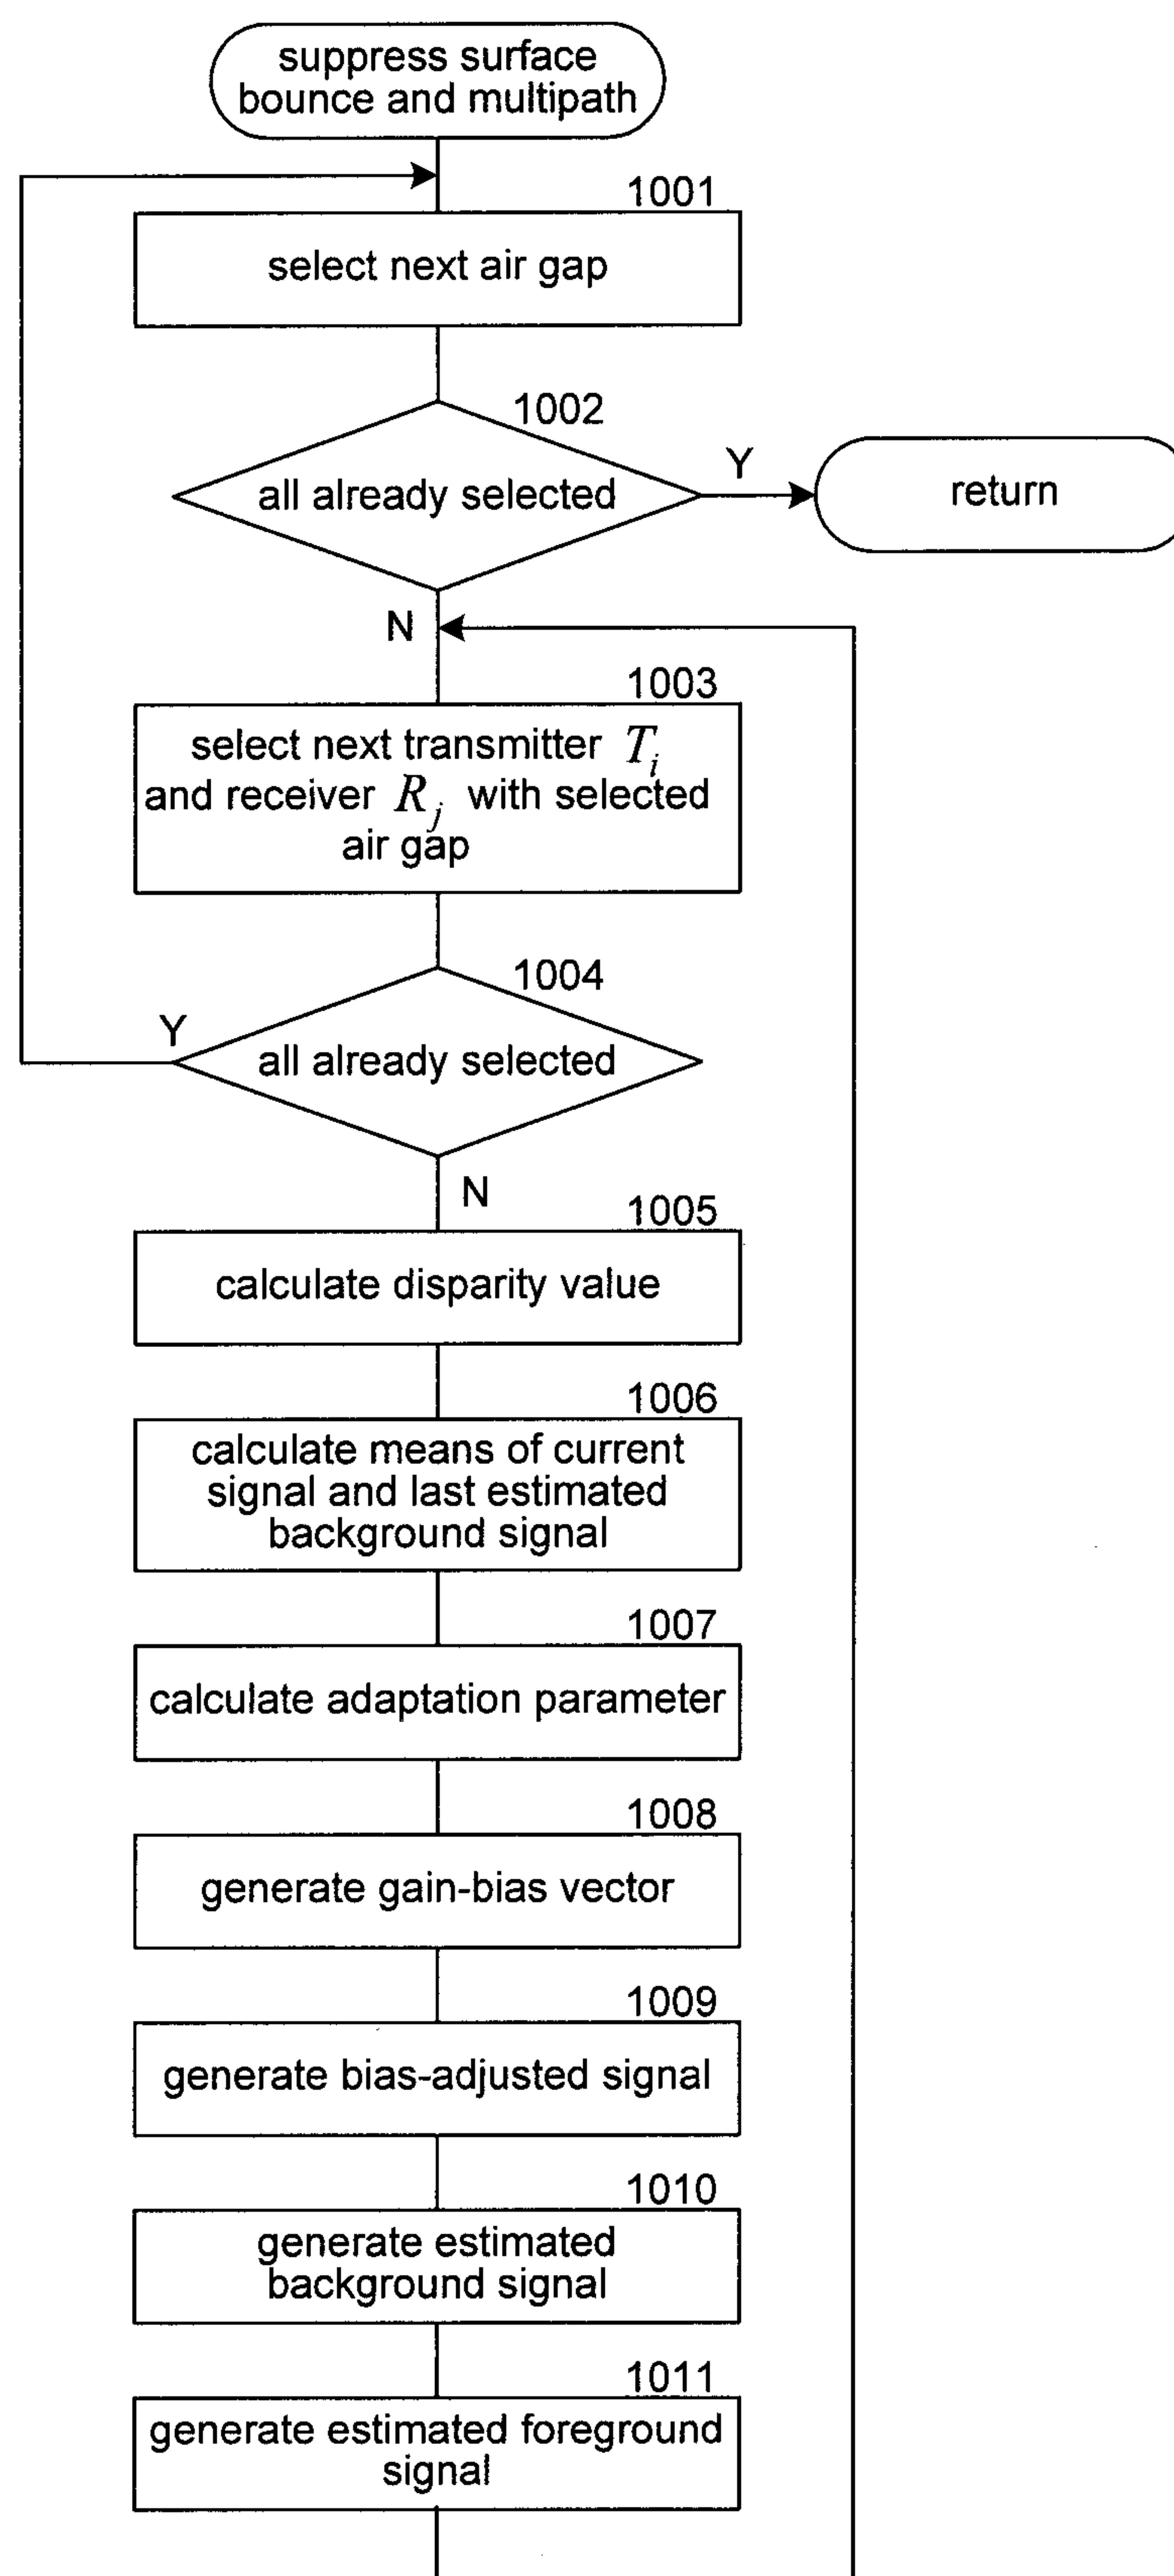 suppress surface
bounce and multipath
1001
select next air gap
1002
all already selected
Y
return
N
1003
select next transmitter T_i
and receiver R_j with selected
air gap
1004
Y
all already selected
N
1005
calculate disparity value
1006
calculate means of current
signal and last estimated
background signal
1007
calculate adaptation parameter
1008
generate gain-bias vector
1009
generate bias-adjusted signal
1010
generate estimated
background signal
1011
generate estimated foreground
signal